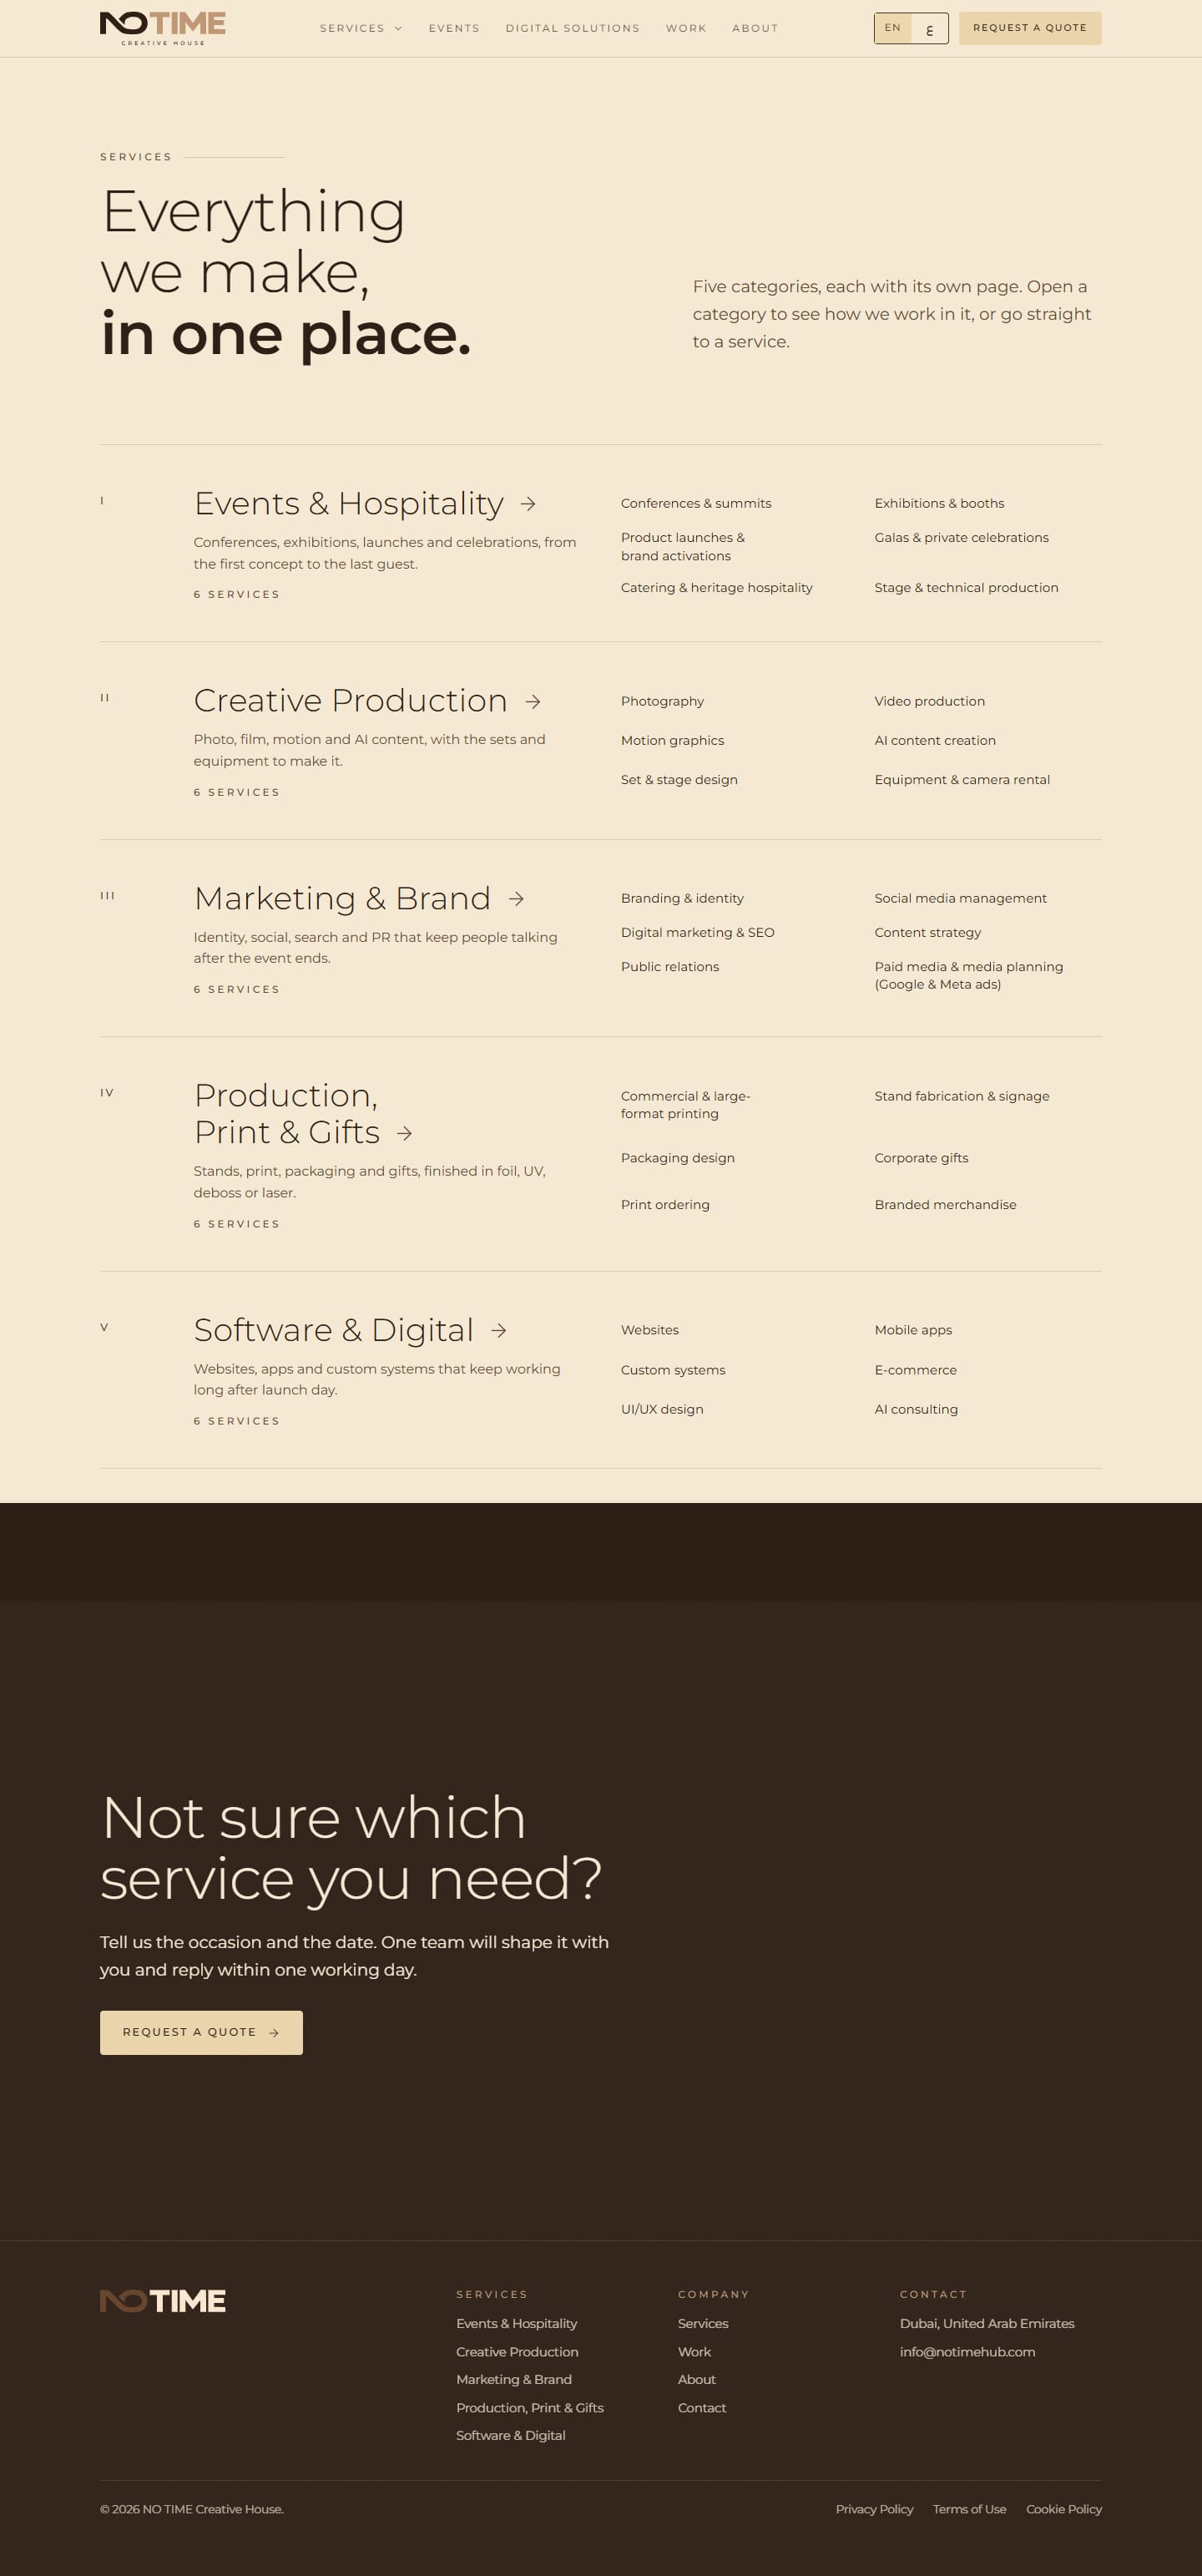 NO TIME
CREATIVE HOUSE
SERVICES
EVENTS
DIGITAL SOLUTIONS
WORK
ABOUT
EN
ع
REQUEST A QUOTE
SERVICES
Everything
we make,
in one place.
Five categories, each with its own page. Open a
category to see how we work in it, or go straight
to a service.
I
Events & Hospitality →
Conferences, exhibitions, launches and celebrations, from
the first concept to the last guest.
6 SERVICES
Conferences & summits
Exhibitions & booths
Product launches &
brand activations
Galas & private celebrations
Catering & heritage hospitality
Stage & technical production
II
Creative Production →
Photo, film, motion and AI content, with the sets and
equipment to make it.
6 SERVICES
Photography
Video production
Motion graphics
AI content creation
Set & stage design
Equipment & camera rental
III
Marketing & Brand →
Identity, social, search and PR that keep people talking
after the event ends.
6 SERVICES
Branding & identity
Social media management
Digital marketing & SEO
Content strategy
Public relations
Paid media & media planning
(Google & Meta ads)
IV
Production,
Print & Gifts →
Stands, print, packaging and gifts, finished in foil, UV,
deboss or laser.
6 SERVICES
Commercial & large-
format printing
Stand fabrication & signage
Packaging design
Corporate gifts
Print ordering
Branded merchandise
V
Software & Digital →
Websites, apps and custom systems that keep working
long after launch day.
6 SERVICES
Websites
Mobile apps
Custom systems
E-commerce
UI/UX design
AI consulting
Not sure which
service you need?
Tell us the occasion and the date. One team will shape it with
you and reply within one working day.
REQUEST A QUOTE →
NO TIME
SERVICES
Events & Hospitality
Creative Production
Marketing & Brand
Production, Print & Gifts
Software & Digital
COMPANY
Services
Work
About
Contact
CONTACT
Dubai, United Arab Emirates
info@notimehub.com
© 2026 NO TIME Creative House.
Privacy Policy
Terms of Use
Cookie Policy